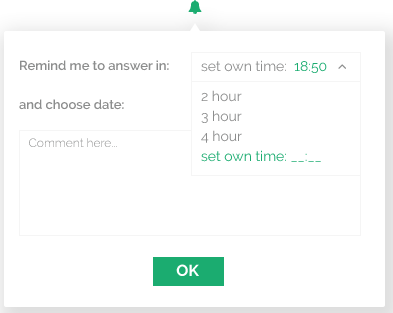 Remind me to answer in:
set own time: 18:50
2 hour
3 hour
4 hour
set own time: __:__
and choose date:
Comment here...
OK